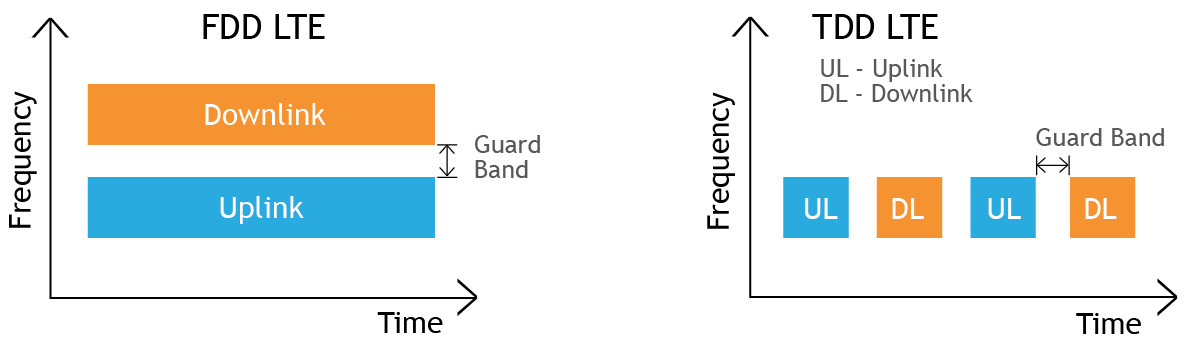 FDD LTE
Frequency
Downlink
Guard
Band
Uplink
Time
TDD LTE
UL - Uplink
DL - Downlink
Frequency
Guard Band
UL
DL
UL
DL
Time